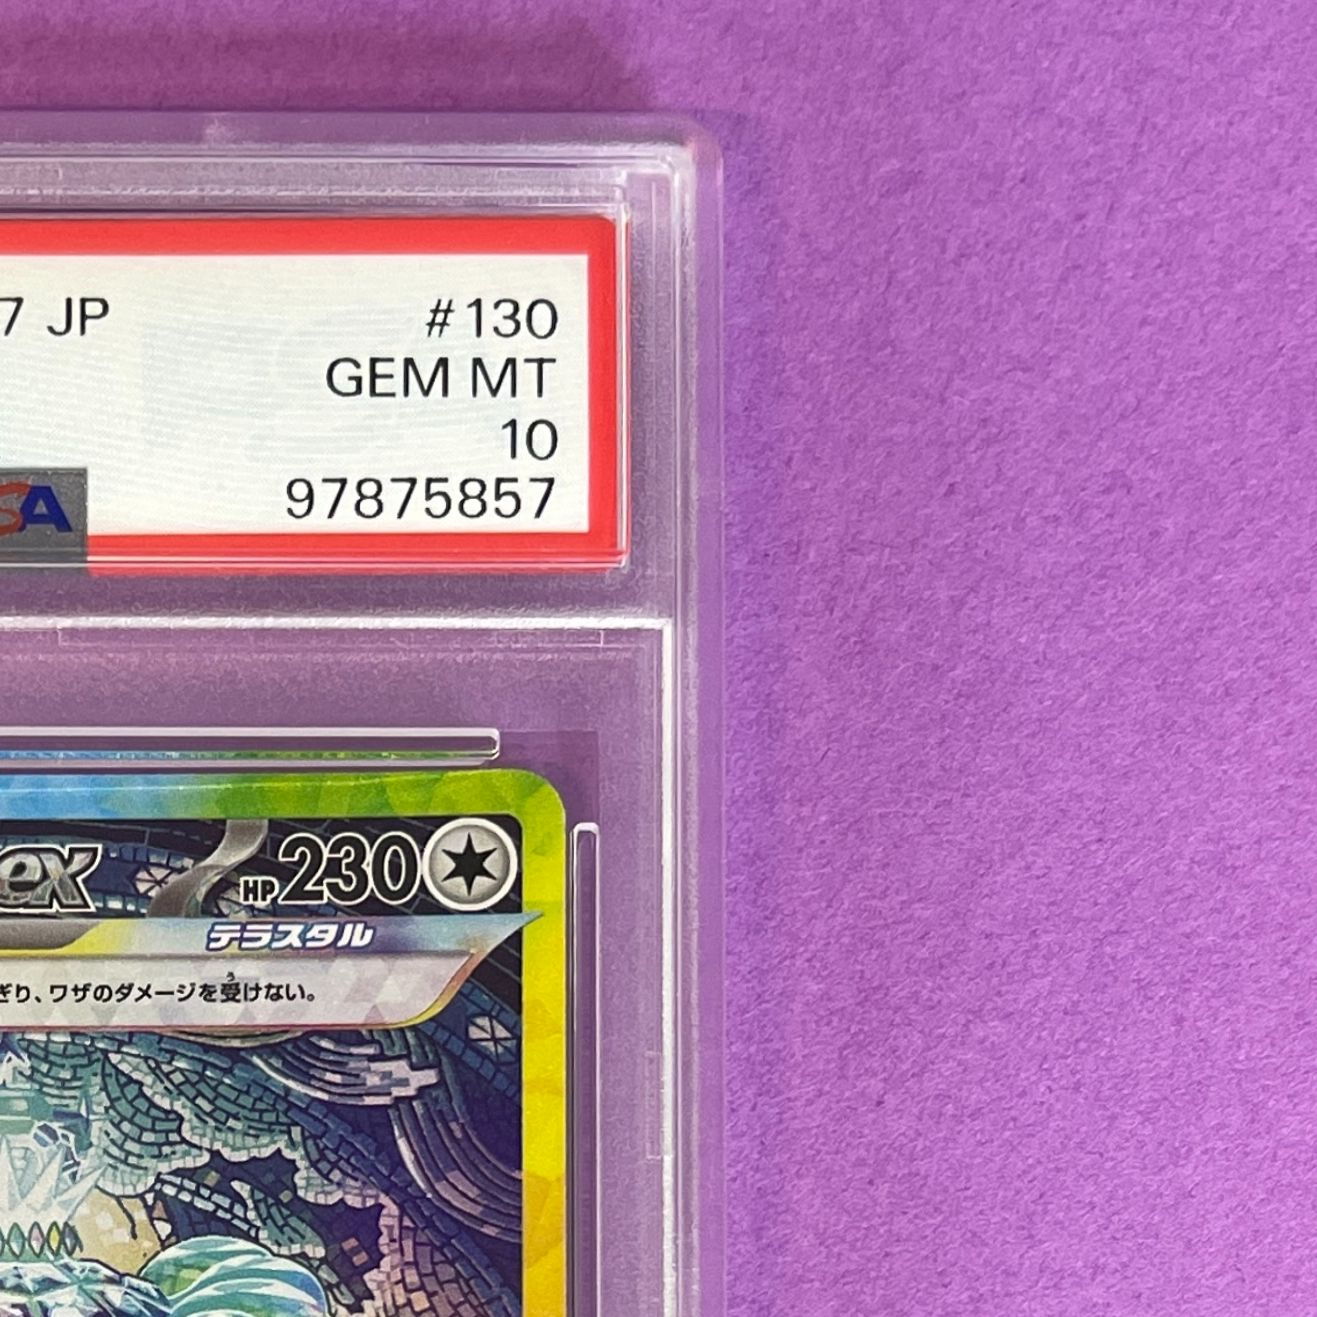 7 JP #130
GEM MT
10
97875857
SA
ex HP230
テラスタル
ぎり、ワザのダメージを受けない。
う